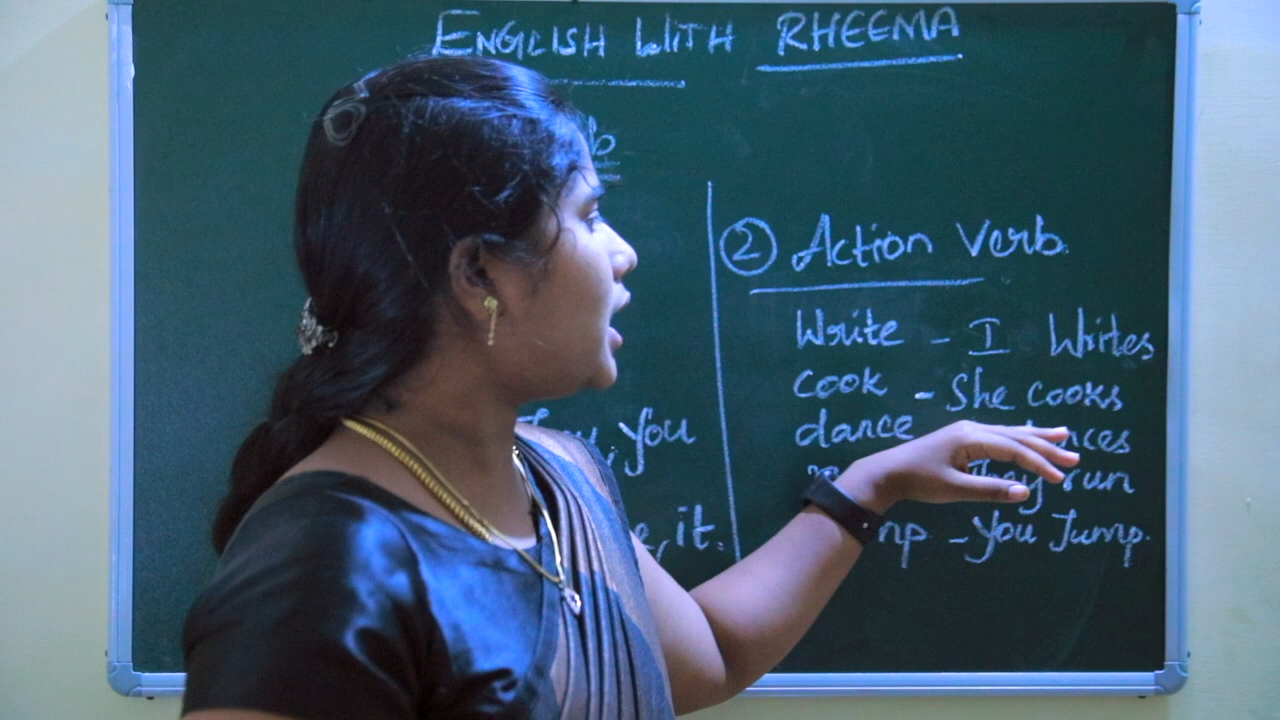 ENGLISH WITH RHEEMA
② Action Verb.
Write - I Writes
Cook - She Cooks
dance
They run
- You Jump.
You
it.